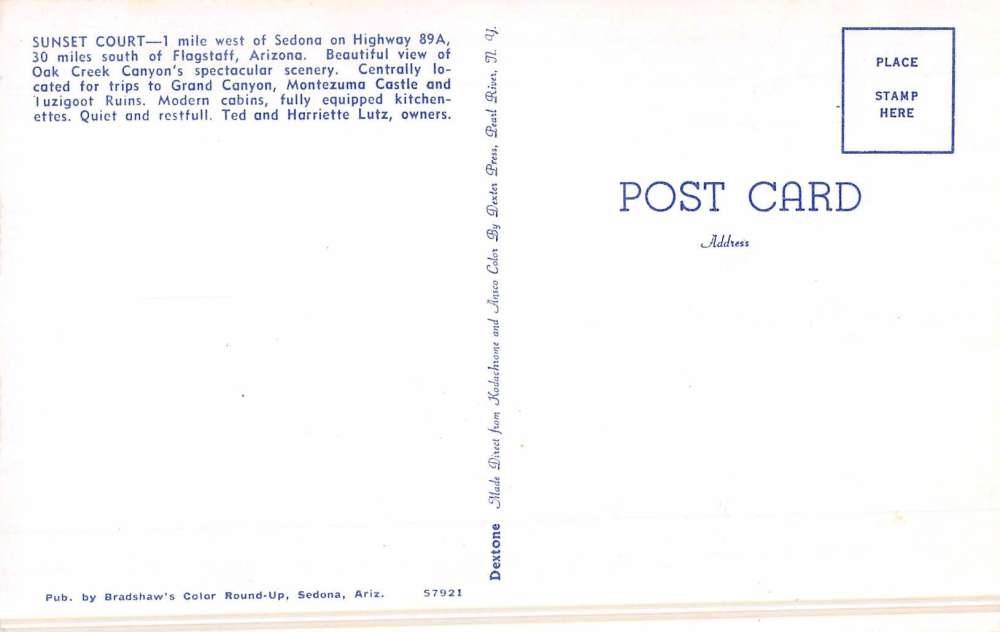 SUNSET COURT—1 mile west of Sedona on Highway 89A,
30 miles south of Flagstaff, Arizona. Beautiful view of
Oak Creek Canyon's spectacular scenery. Centrally lo-
cated for trips to Grand Canyon, Montezuma Castle and
Tuzigoot Ruins. Modern cabins, fully equipped kitchen-
ettes. Quiet and restfull. Ted and Harriette Lutz, owners.
Pub. by Bradshaw's Color Round-Up, Sedona, Ariz. 57921
Dextone Made Direct from Kodachrome and Ansco Color By Dexter Press, Pearl River, N. Y.
PLACE
STAMP
HERE
POST CARD
Address